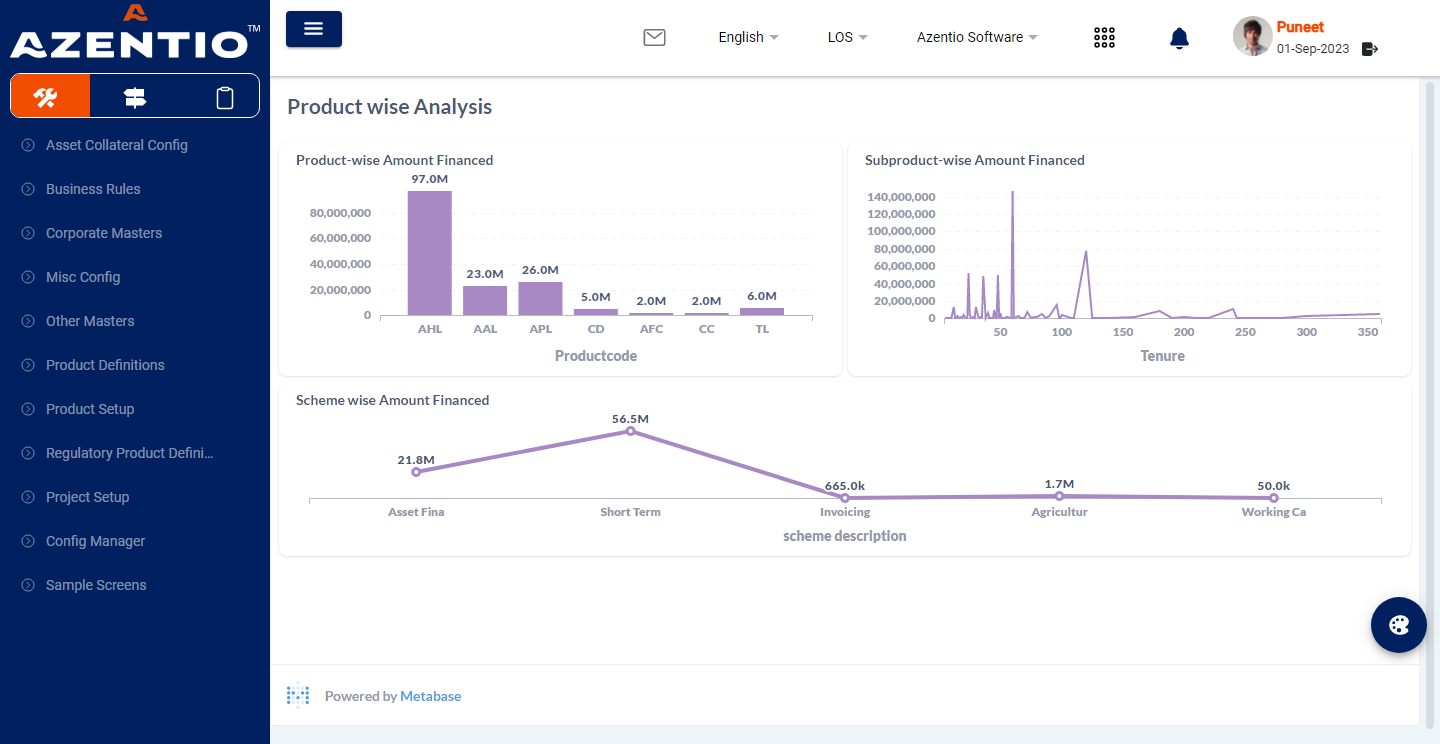 AZENTIO™
English
LOS
Azentio Software
Puneet
01-Sep-2023
Asset Collateral Config
Business Rules
Corporate Masters
Misc Config
Other Masters
Product Definitions
Product Setup
Regulatory Product Defini...
Project Setup
Config Manager
Sample Screens
Product wise Analysis
Product-wise Amount Financed
97.0M
80,000,000
60,000,000
40,000,000
20,000,000
0
23.0M
26.0M
5.0M
2.0M
2.0M
6.0M
AHL AAL APL CD AFC CC TL
Productcode
Subproduct-wise Amount Financed
140,000,000
120,000,000
100,000,000
80,000,000
60,000,000
40,000,000
20,000,000
0
50 100 150 200 250 300 350
Tenure
Scheme wise Amount Financed
21.8M
56.5M
665.0k
1.7M
50.0k
Asset Fina Short Term Invoicing Agricultur Working Ca
scheme description
Powered by Metabase